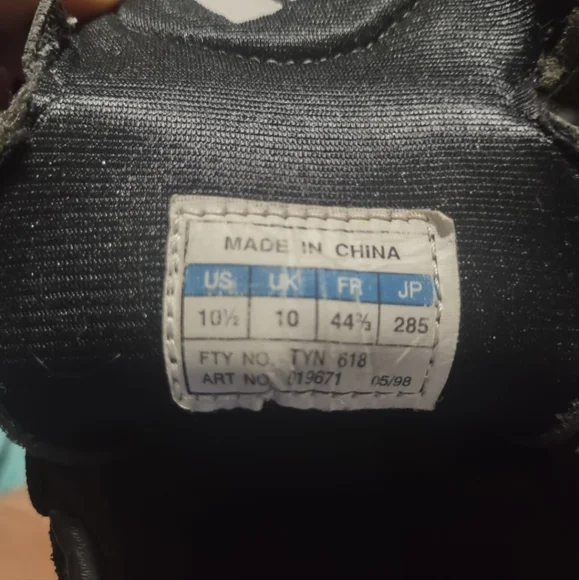 MADE IN CHINA
US UK FR JP
10½ 10 44⅔ 285
FTY NO. TYN 618
ART NO. 019671 05/98